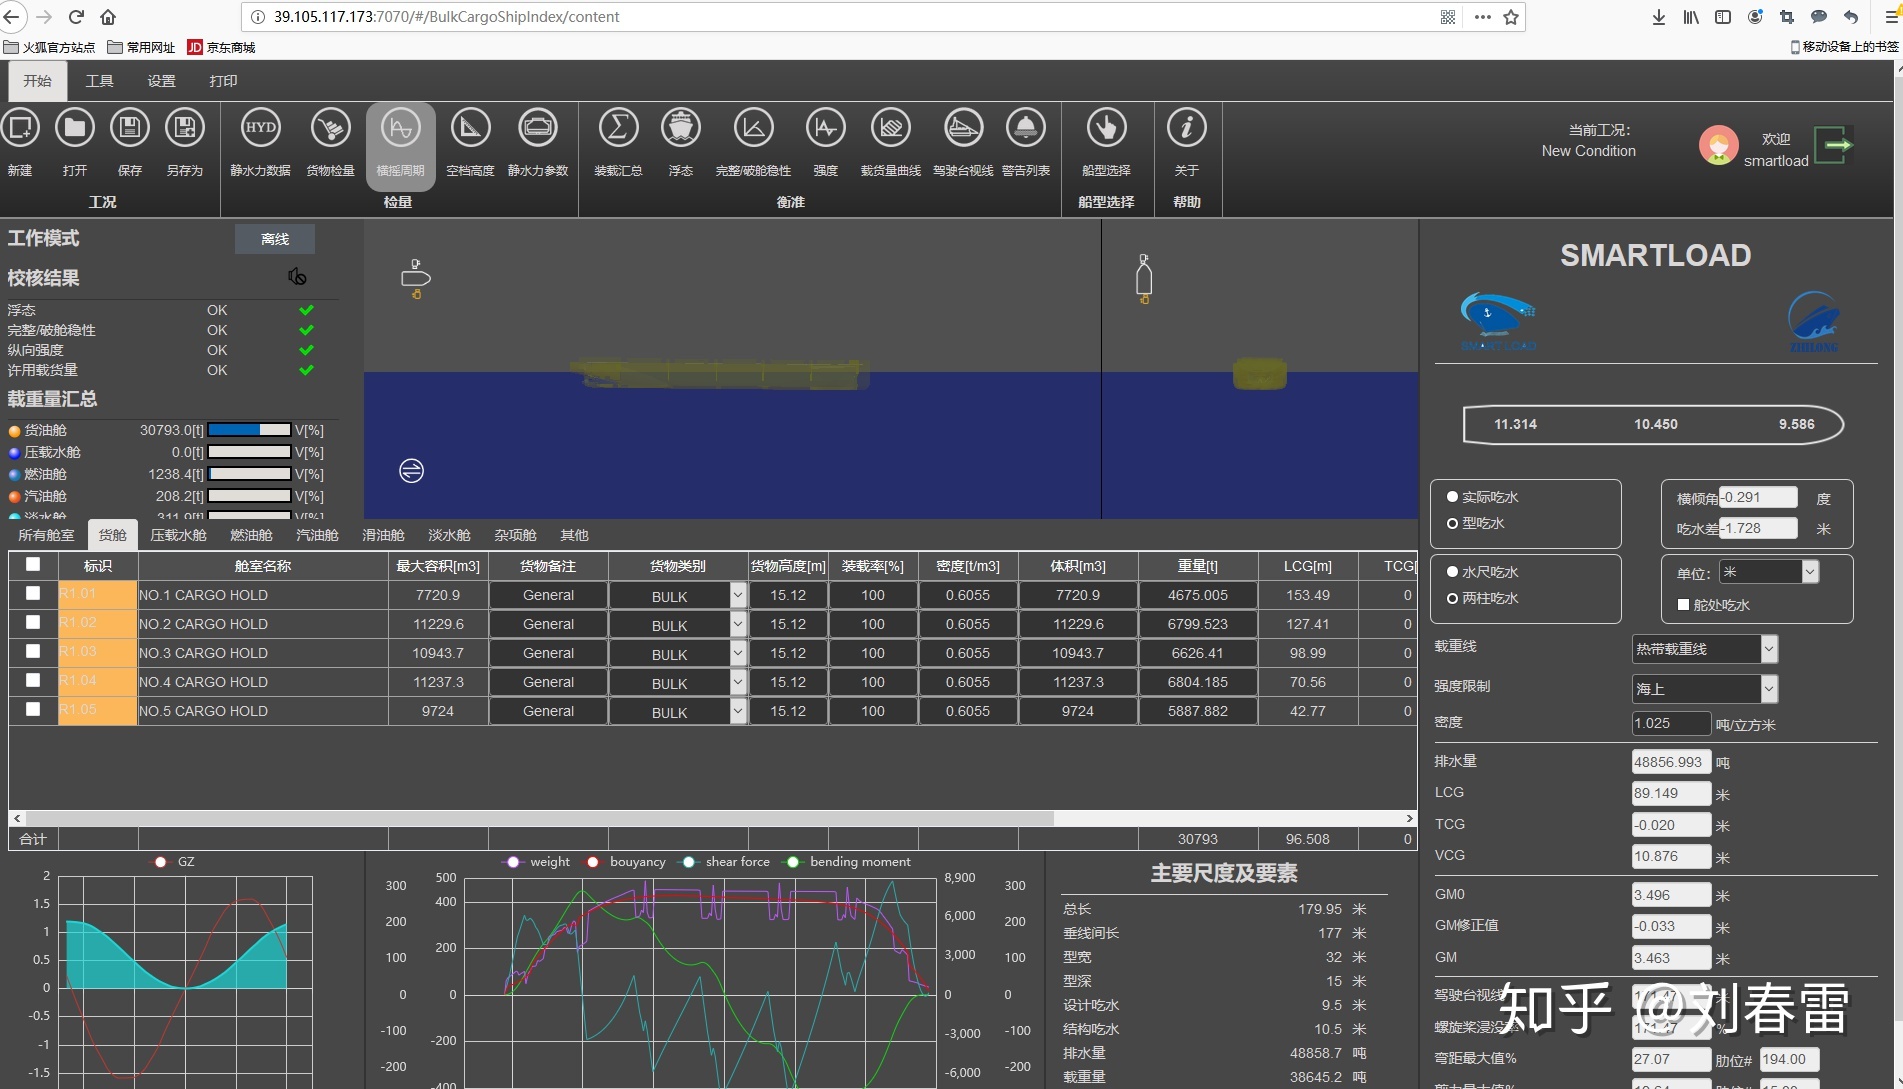 39.105.117.173:7070/#/BulkCargoShipIndex/content
火狐官方站点 常用网址 JD 京东商城 移动设备上的书签
开始 工具 设置 打印
HYD
新建 打开 保存 另存为 静水力数据 货物检量 横摇周期 空档高度 静水力参数 装载汇总 浮态 完整/破舱稳性 强度 载货量曲线 驾驶台视线 警告列表 船型选择 关于
工况 检量 衡准 船型选择 帮助
当前工况:
New Condition
欢迎
smartload
工作模式 离线
校核结果
浮态 OK
完整/破舱稳性 OK
纵向强度 OK
许用载货量 OK
载重量汇总
货油舱 30793.0[t] V[%]
压载水舱 0.0[t] V[%]
燃油舱 1238.4[t] V[%]
汽油舱 208.2[t] V[%]
淡水舱 311.9[t] V[%]
SMARTLOAD
SMART LOAD ZHILONG
11.314 10.450 9.586
实际吃水
型吃水
横倾角 -0.291 度
吃水差 -1.728 米
水尺吃水
两柱吃水
单位: 米
舵处吃水
载重线 热带载重线
强度限制 海上
密度 1.025 吨/立方米
排水量 48856.993 吨
LCG 89.149 米
TCG -0.020 米
VCG 10.876 米
GM0 3.496 米
GM修正值 -0.033 米
GM 3.463 米
驾驶台视线
螺旋桨浸没率 %
弯距最大值% 27.07 肋位# 194.00
所有舱室 货舱 压载水舱 燃油舱 汽油舱 滑油舱 淡水舱 杂项舱 其他
标识 舱室名称 最大容积[m3] 货物备注 货物类别 货物高度[m] 装载率[%] 密度[t/m3] 体积[m3] 重量[t] LCG[m] TCG[
R1.01 NO.1 CARGO HOLD 7720.9 General BULK 15.12 100 0.6055 7720.9 4675.005 153.49 0
R1.02 NO.2 CARGO HOLD 11229.6 General BULK 15.12 100 0.6055 11229.6 6799.523 127.41 0
R1.03 NO.3 CARGO HOLD 10943.7 General BULK 15.12 100 0.6055 10943.7 6626.41 98.99 0
R1.04 NO.4 CARGO HOLD 11237.3 General BULK 15.12 100 0.6055 11237.3 6804.185 70.56 0
R1.05 NO.5 CARGO HOLD 9724 General BULK 15.12 100 0.6055 9724 5887.882 42.77 0
合计 30793 96.508 0
GZ
2
1.5
1
0.5
0
-0.5
-1
-1.5
weight bouyancy shear force bending moment
300
200
100
0
-100
-200
500
400
200
0
-200
-400
8,900
6,000
3,000
0
-3,000
-6,000
300
200
100
0
-100
-200
主要尺度及要素
总长 179.95 米
垂线间长 177 米
型宽 32 米
型深 15 米
设计吃水 9.5 米
结构吃水 10.5 米
排水量 48858.7 吨
载重量 38645.2 吨
知乎 @刘春雷